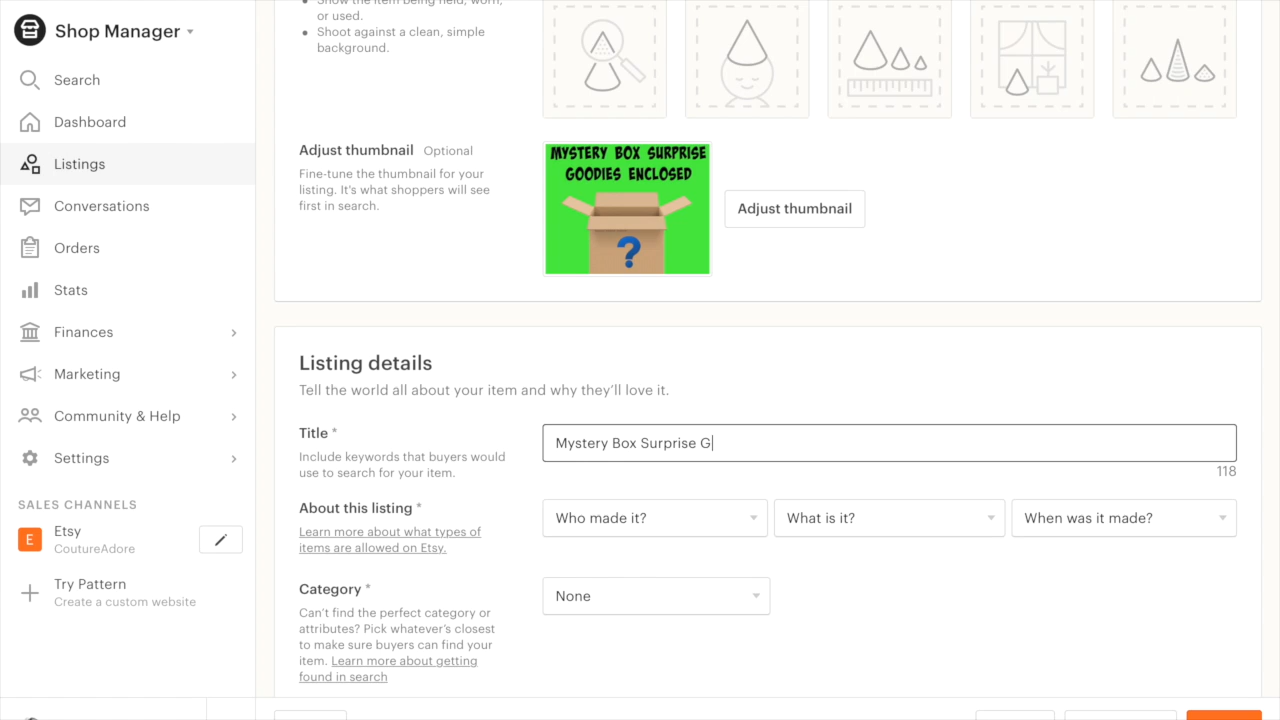 Shop Manager
Search
Dashboard
Listings
Conversations
Orders
Stats
Finances
Marketing
Community & Help
Settings
SALES CHANNELS
E
Etsy
CoutureAdore
Try Pattern
Create a custom website
Show the item being held, worn,
or used.
Shoot against a clean, simple
background.
Adjust thumbnail Optional
Fine-tune the thumbnail for your
listing. It's what shoppers will see
first in search.
MYSTERY BOX SURPRISE
GOODIES ENCLOSED
?
Adjust thumbnail
Listing details
Tell the world all about your item and why they'll love it.
Title *
Include keywords that buyers would
use to search for your item.
Mystery Box Surprise G
118
About this listing *
Learn more about what types of
items are allowed on Etsy.
Who made it? What is it? When was it made?
Category *
Can't find the perfect category or
attributes? Pick whatever's closest
to make sure buyers can find your
item. Learn more about getting
found in search
None